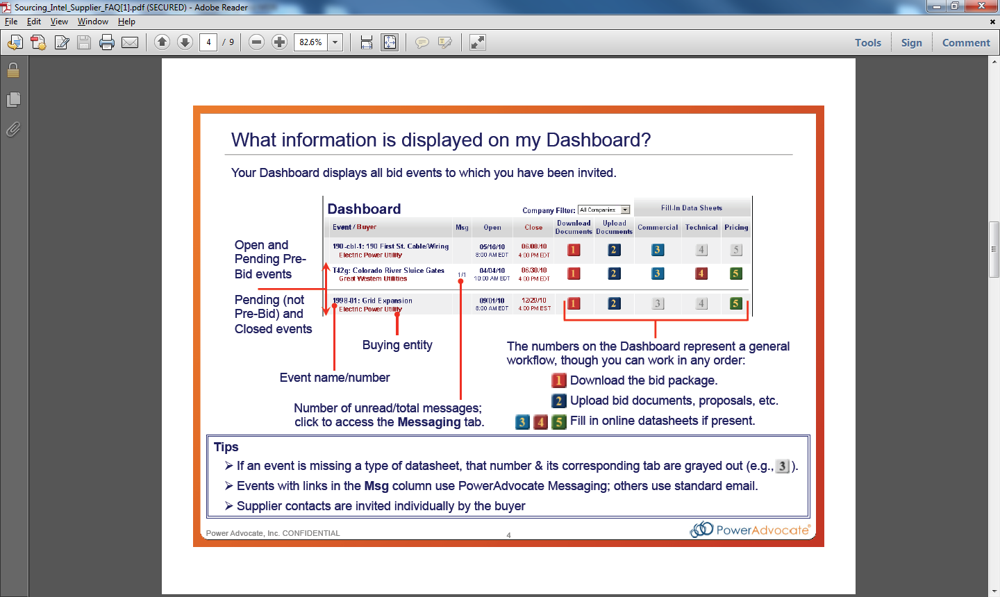 Sourcing_Intel_Supplier_FAQ[1].pdf (SECURED) - Adobe Reader
File Edit View Window Help
4 / 9 82.6% Tools Sign Comment
What information is displayed on my Dashboard?
Your Dashboard displays all bid events to which you have been invited.
Dashboard
Company Filter: All Companies
Fill-In Data Sheets
Event / Buyer Msg Open Close Download Documents Upload Documents Commercial Technical Pricing
190-cbl-1: 190 First St. Cable/Wiring 05/16/10 06/08/10 1 2 3 4 5
Electric Power Utility 8:00 AM EDT 4:00 PM EDT
T42g: Colorado River Sluice Gates 1/1 04/04/10 06/30/10 1 2 3 4 5
Great Western Utilities 10:00 AM EDT 4:00 PM EDT
1998-01: Grid Expansion 09/01/10 12/29/10 1 2 3 4 5
Electric Power Utility 8:00 AM EDT 4:00 PM EST
Open and
Pending Pre-
Bid events
Pending (not
Pre-Bid) and
Closed events
Buying entity
Event name/number
Number of unread/total messages;
click to access the Messaging tab.
The numbers on the Dashboard represent a general
workflow, though you can work in any order:
1 Download the bid package.
2 Upload bid documents, proposals, etc.
3 4 5 Fill in online datasheets if present.
Tips
If an event is missing a type of datasheet, that number & its corresponding tab are grayed out (e.g., 3 ).
Events with links in the Msg column use PowerAdvocate Messaging; others use standard email.
Supplier contacts are invited individually by the buyer
Power Advocate, Inc. CONFIDENTIAL
4
PowerAdvocate®